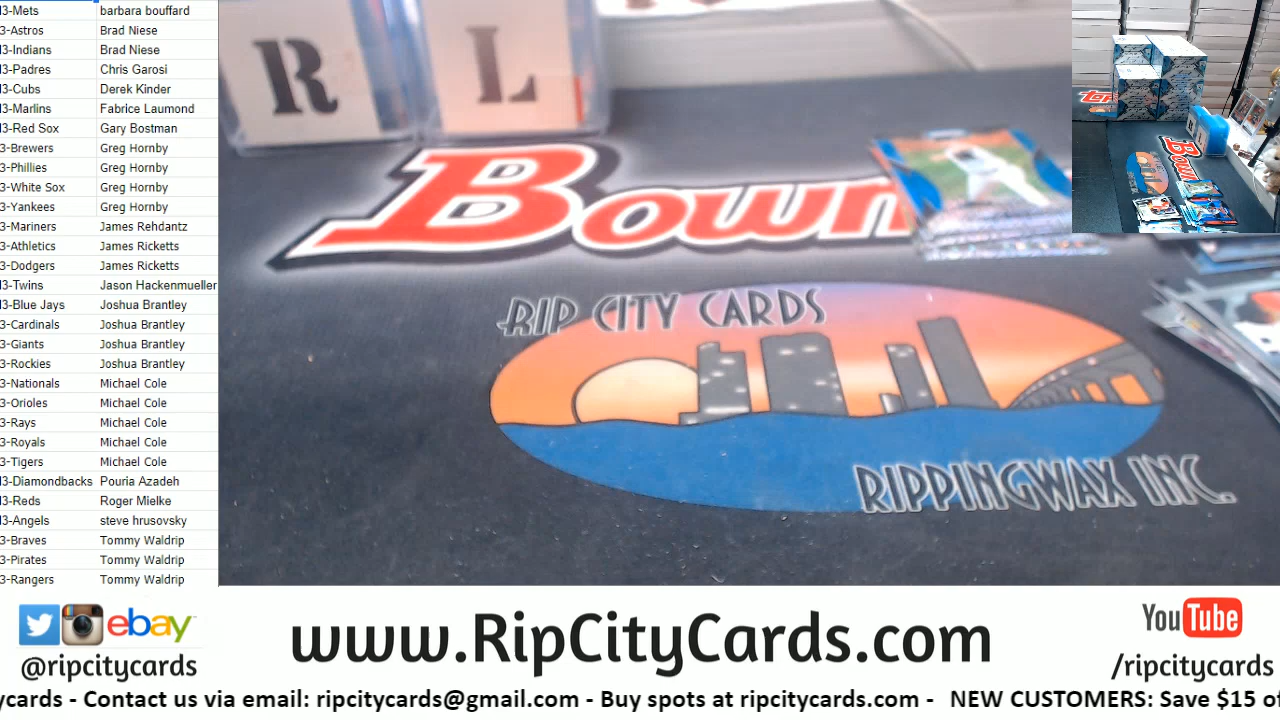 13-Mets barbara bouffard
3-Astros Brad Niese
3-Indians Brad Niese
3-Padres Chris Garosi
3-Cubs Derek Kinder
3-Marlins Fabrice Laumond
3-Red Sox Gary Bostman
3-Brewers Greg Hornby
3-Phillies Greg Hornby
3-White Sox Greg Hornby
3-Yankees Greg Hornby
3-Mariners James Rehdantz
3-Athletics James Ricketts
3-Dodgers James Ricketts
3-Twins Jason Hackenmueller
3-Blue Jays Joshua Brantley
3-Cardinals Joshua Brantley
3-Giants Joshua Brantley
3-Rockies Joshua Brantley
3-Nationals Michael Cole
3-Orioles Michael Cole
3-Rays Michael Cole
3-Royals Michael Cole
3-Tigers Michael Cole
3-Diamondbacks Pouria Azadeh
3-Reds Roger Mielke
3-Angels steve hrusovsky
3-Braves Tommy Waldrip
3-Pirates Tommy Waldrip
3-Rangers Tommy Waldrip
R L
Bown
RIP CITY CARDS
RIPPINGWAX INC.
Bown
ebay
@ripcitycards
www.RipCityCards.com
YouTube
/ripcitycards
ycards - Contact us via email: ripcitycards@gmail.com - Buy spots at ripcitycards.com - NEW CUSTOMERS: Save $15 of